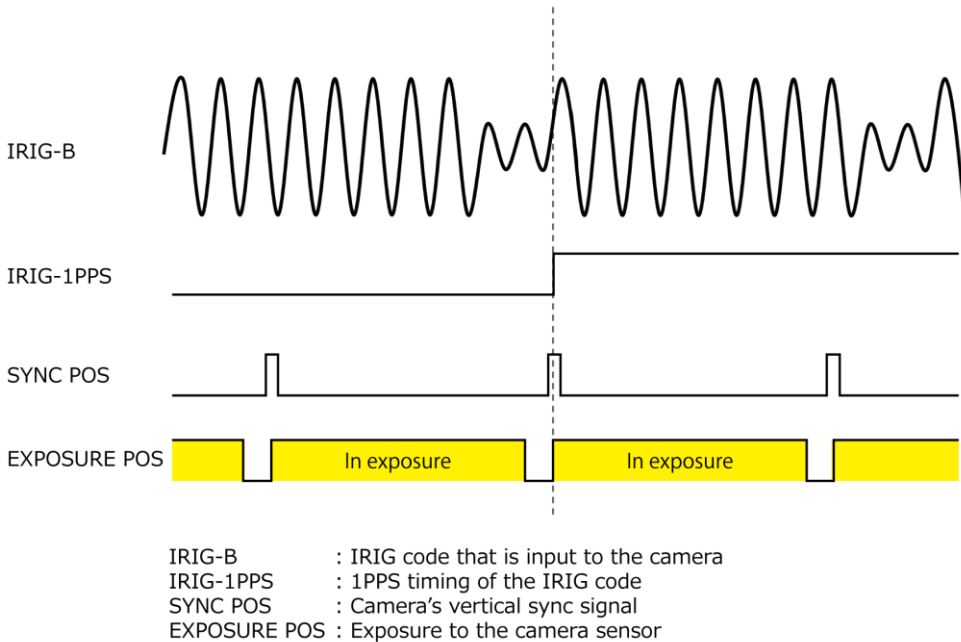 IRIG-B
IRIG-1PPS
SYNC POS
EXPOSURE POS In exposure In exposure
IRIG-B : IRIG code that is input to the camera
IRIG-1PPS : 1PPS timing of the IRIG code
SYNC POS : Camera's vertical sync signal
EXPOSURE POS : Exposure to the camera sensor